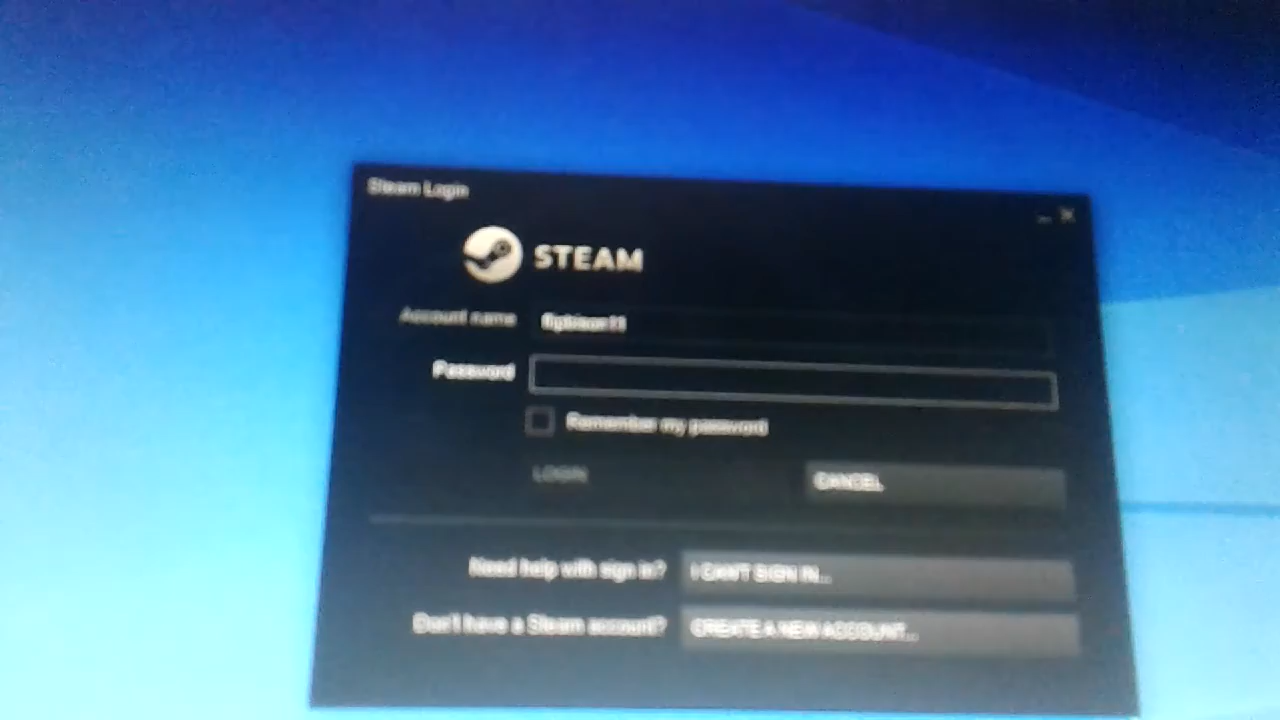 Steam Login
STEAM
Account name
Password
Remember my password
LOGIN
CANCEL
Need help with sign in?
I CAN'T SIGN IN...
Don't have a Steam account?
CREATE A NEW ACCOUNT...